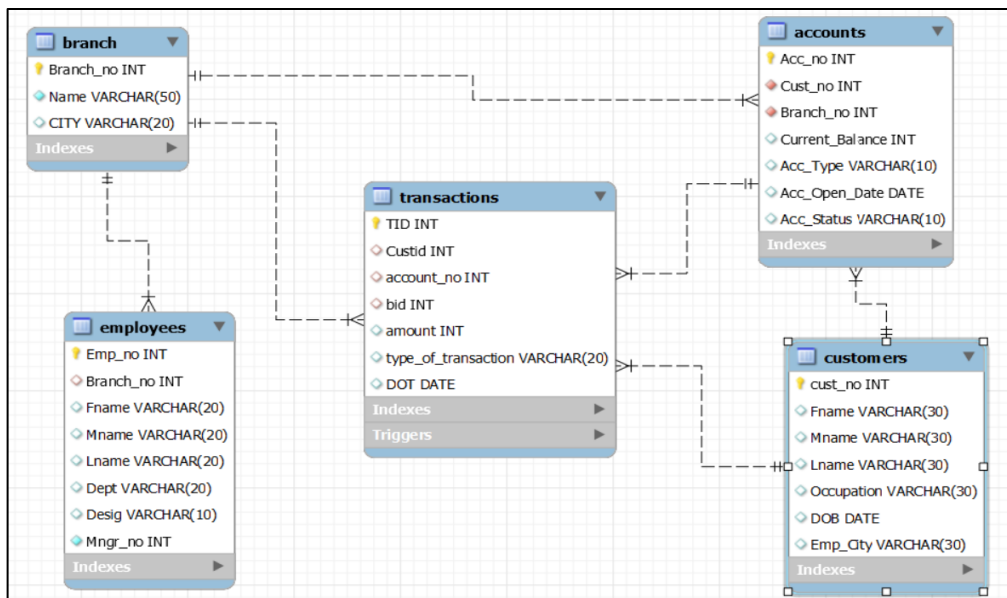 branch
Branch_no INT
Name VARCHAR(50)
CITY VARCHAR(20)
Indexes
accounts
Acc_no INT
Cust_no INT
Branch_no INT
Current_Balance INT
Acc_Type VARCHAR(10)
Acc_Open_Date DATE
Acc_Status VARCHAR(10)
Indexes
transactions
TID INT
Custid INT
account_no INT
bid INT
amount INT
type_of_transaction VARCHAR(20)
DOT DATE
Indexes
Triggers
employees
Emp_no INT
Branch_no INT
Fname VARCHAR(20)
Mname VARCHAR(20)
Lname VARCHAR(20)
Dept VARCHAR(20)
Desig VARCHAR(10)
Mngr_no INT
Indexes
customers
cust_no INT
Fname VARCHAR(30)
Mname VARCHAR(30)
Lname VARCHAR(30)
Occupation VARCHAR(30)
DOB DATE
Emp_City VARCHAR(30)
Indexes